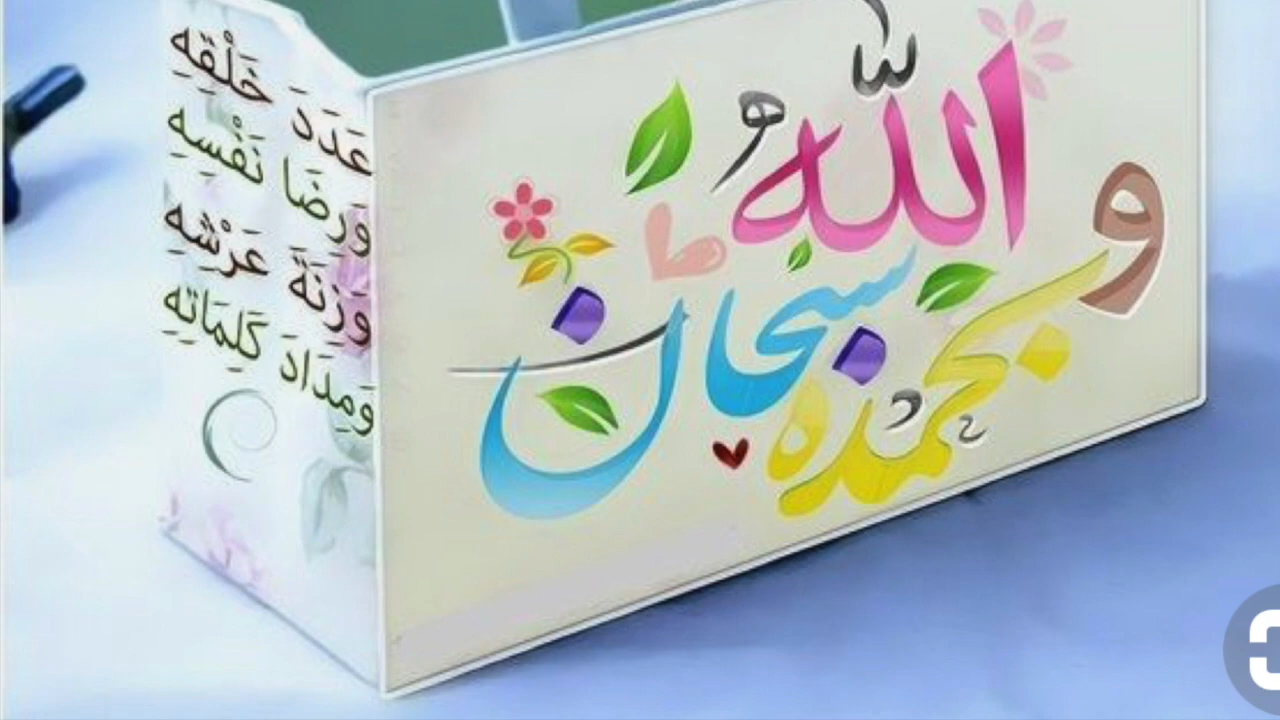 سبحان الله
وبحمده
عَدَدَ خَلْقِهِ
وَرِضَا نَفْسِهِ
وَزِنَةَ عَرْشِهِ
وَمِدَادَ كَلِمَاتِهِ